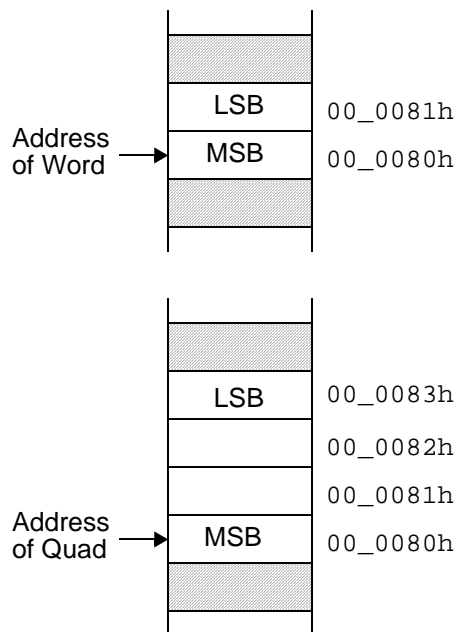 LSB 00_0081h
Address
of Word
MSB 00_0080h
LSB 00_0083h
00_0082h
00_0081h
Address
of Quad
MSB 00_0080h